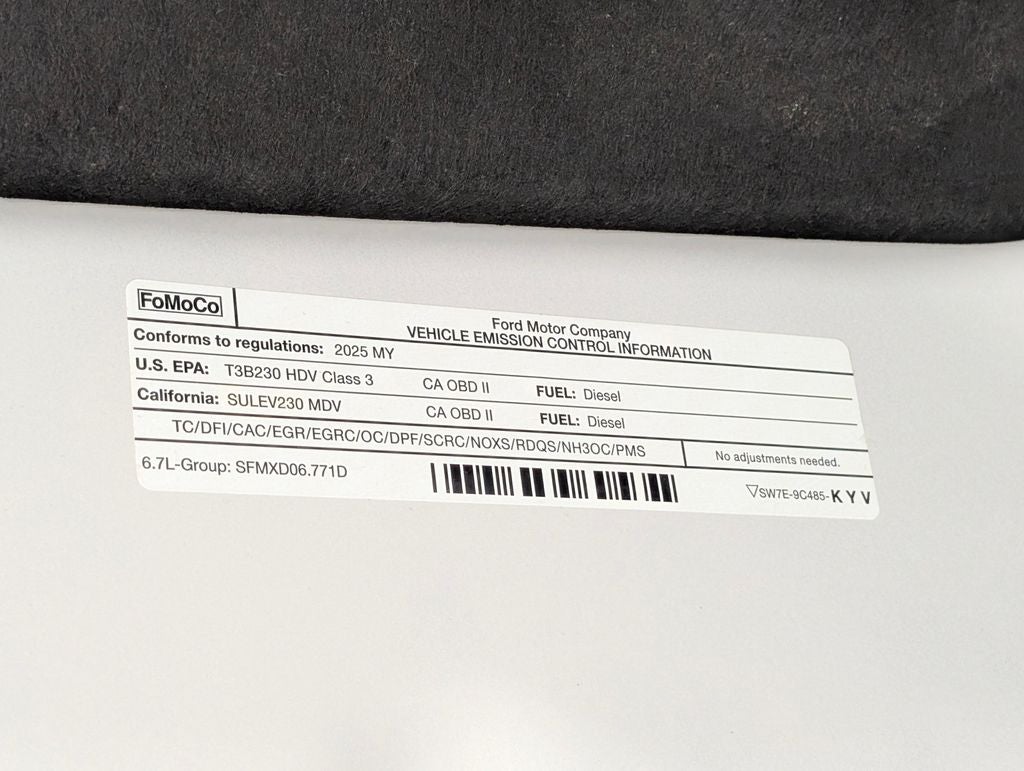 FoMoCo
Ford Motor Company
VEHICLE EMISSION CONTROL INFORMATION
Conforms to regulations: 2025 MY
U.S. EPA: T3B230 HDV Class 3 CA OBD II FUEL: Diesel
California: SULEV230 MDV CA OBD II FUEL: Diesel
TC/DFI/CAC/EGR/EGRC/OC/DPF/SCRC/NOXS/RDQS/NH3OC/PMS No adjustments needed.
6.7L-Group: SFMXD06.771D ▽SW7E-9C485-KYV